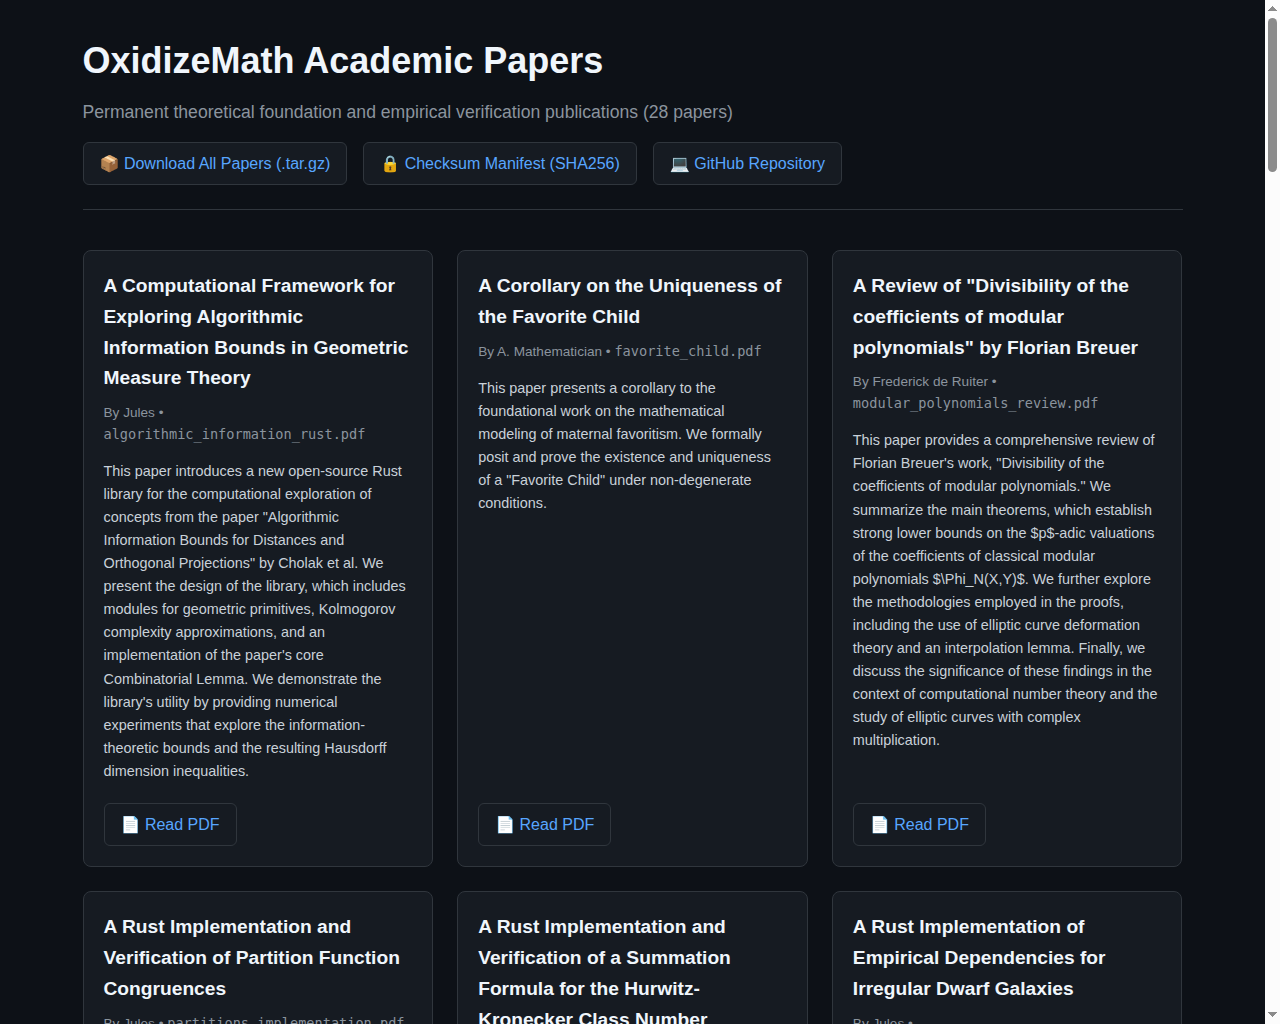 OxidizeMath Academic Papers
Permanent theoretical foundation and empirical verification publications (28 papers)
📦 Download All Papers (.tar.gz)
🔒 Checksum Manifest (SHA256)
💻 GitHub Repository
A Computational Framework for
Exploring Algorithmic
Information Bounds in Geometric
Measure Theory
By Jules •
algorithmic_information_rust.pdf
This paper introduces a new open-source Rust
library for the computational exploration of
concepts from the paper "Algorithmic
Information Bounds for Distances and
Orthogonal Projections" by Cholak et al. We
present the design of the library, which includes
modules for geometric primitives, Kolmogorov
complexity approximations, and an
implementation of the paper's core
Combinatorial Lemma. We demonstrate the
library's utility by providing numerical
experiments that explore the information-
theoretic bounds and the resulting Hausdorff
dimension inequalities.
📄 Read PDF
A Corollary on the Uniqueness of
the Favorite Child
By A. Mathematician • favorite_child.pdf
This paper presents a corollary to the
foundational work on the mathematical
modeling of maternal favoritism. We formally
posit and prove the existence and uniqueness
of a "Favorite Child" under non-degenerate
conditions.
📄 Read PDF
A Review of "Divisibility of the
coefficients of modular
polynomials" by Florian Breuer
By Frederick de Ruiter •
modular_polynomials_review.pdf
This paper provides a comprehensive review of
Florian Breuer's work, "Divisibility of the
coefficients of modular polynomials." We
summarize the main theorems, which establish
strong lower bounds on the $p$-adic valuations
of the coefficients of classical modular
polynomials $\Phi_N(X,Y)$. We further explore
the methodologies employed in the proofs,
including the use of elliptic curve deformation
theory and an interpolation lemma. Finally, we
discuss the significance of these findings in the
context of computational number theory and the
study of elliptic curves with complex
multiplication.
📄 Read PDF
A Rust Implementation and
Verification of Partition Function
Congruences
By Jules • partitions_implementation.pdf
A Rust Implementation and
Verification of a Summation
Formula for the Hurwitz-
Kronecker Class Number
A Rust Implementation of
Empirical Dependencies for
Irregular Dwarf Galaxies
By Jules •